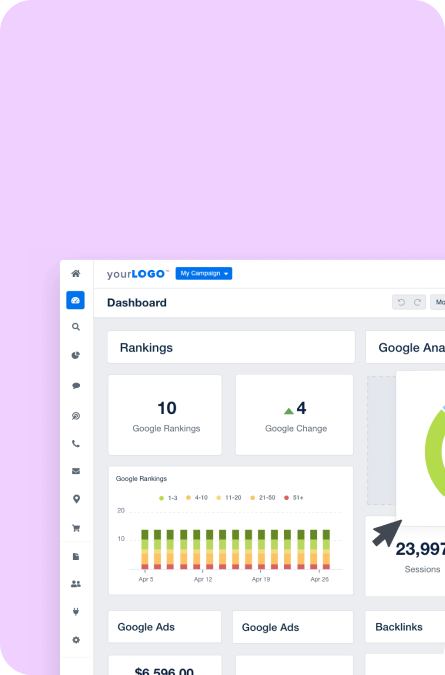 yourLOGO™ My Campaign
Dashboard
Mo
Rankings
Google Ana
10
Google Rankings
4
Google Change
Google Rankings
1-3 4-10 11-20 21-50 51+
20
10
Apr 5 Apr 12 Apr 19 Apr 26
23,997
Sessions
Google Ads
Google Ads
Backlinks
$6,596.00